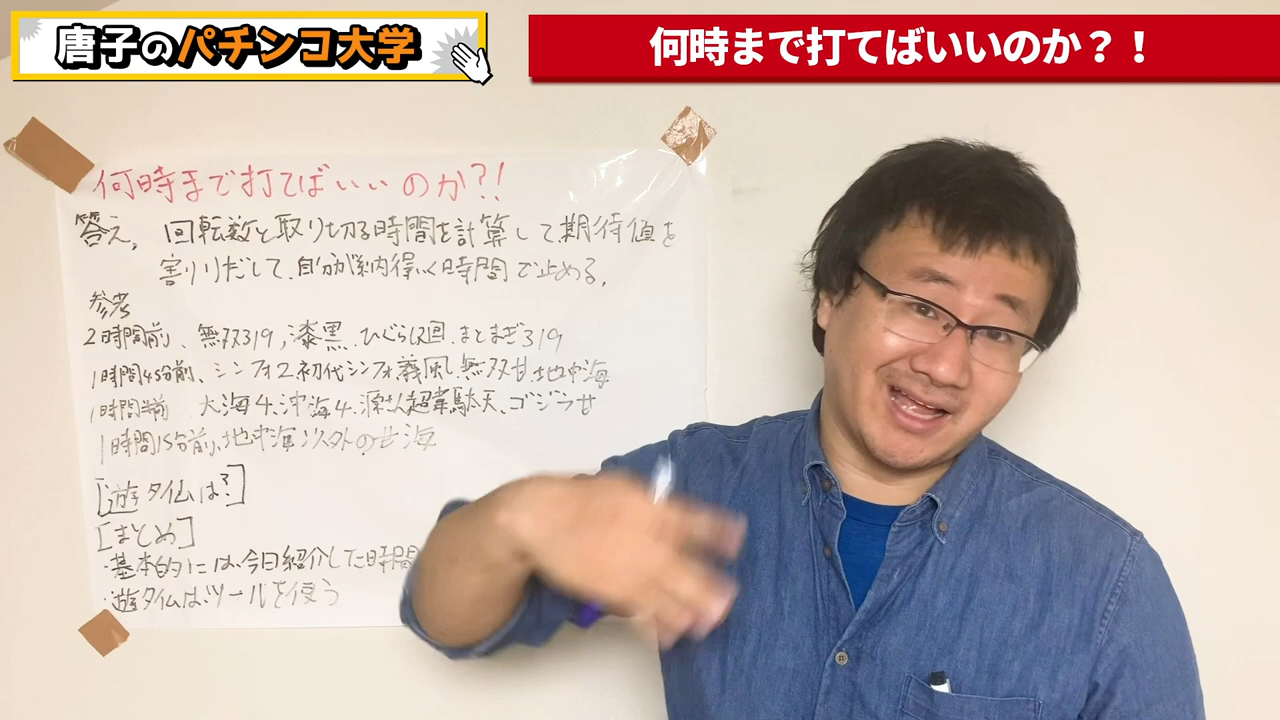 唐子のパチンコ大学
何時まで打てばいいのか？！
何時まで打てばいいのか?!
答え、回転数と取り切る時間を計算して、期待値を
割りだして、自分が納得いく時間で止める。
参考
2時間前、無双319、漆黒、ひぐらし廻、まどまぎ319
1時間45分前、シンフォ2、初代シンフォ、義風、無双甘、地中海
1時間半前 大海4、沖海4、源さん超韋駄天、ゴジラ甘
1時間15分前、地中海以外の甘海
[遊タイムは?]
[まとめ]
・基本的には、今日紹介した時間
・遊タイムは、ツールを使う